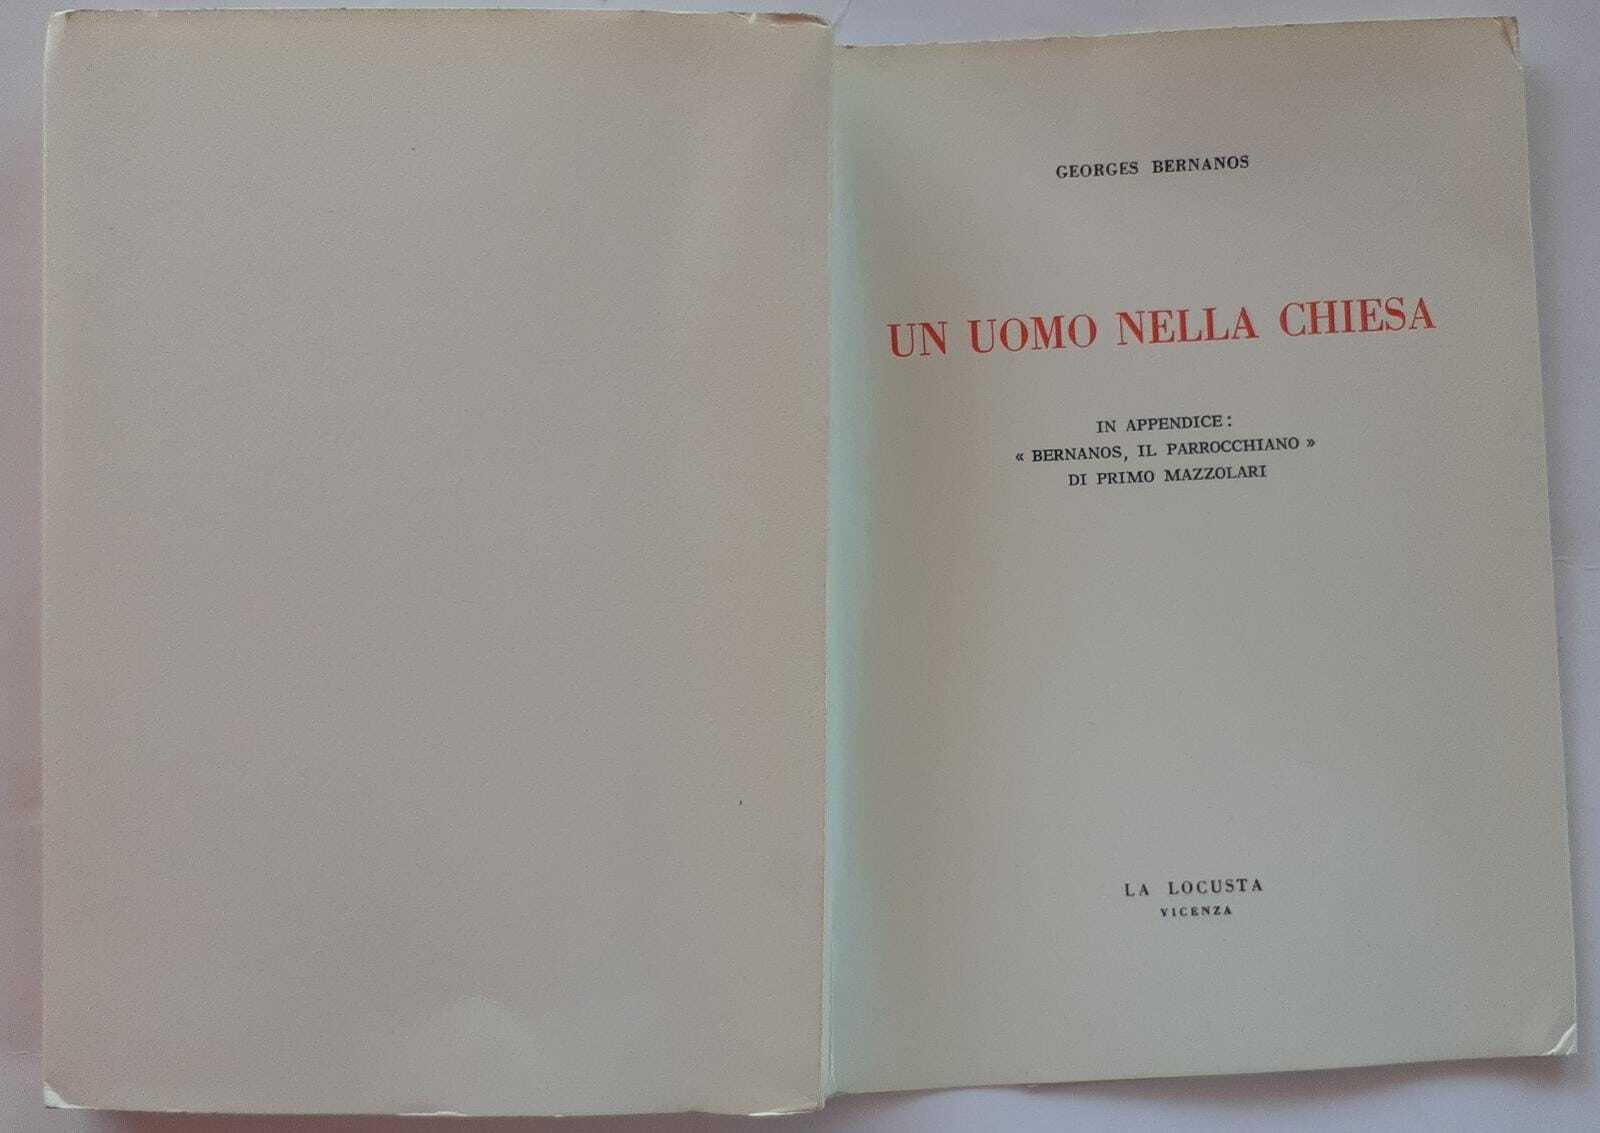 GEORGES BERNANOS
UN UOMO NELLA CHIESA
IN APPENDICE:
« BERNANOS, IL PARROCCHIANO »
DI PRIMO MAZZOLARI
LA LOCUSTA
VICENZA